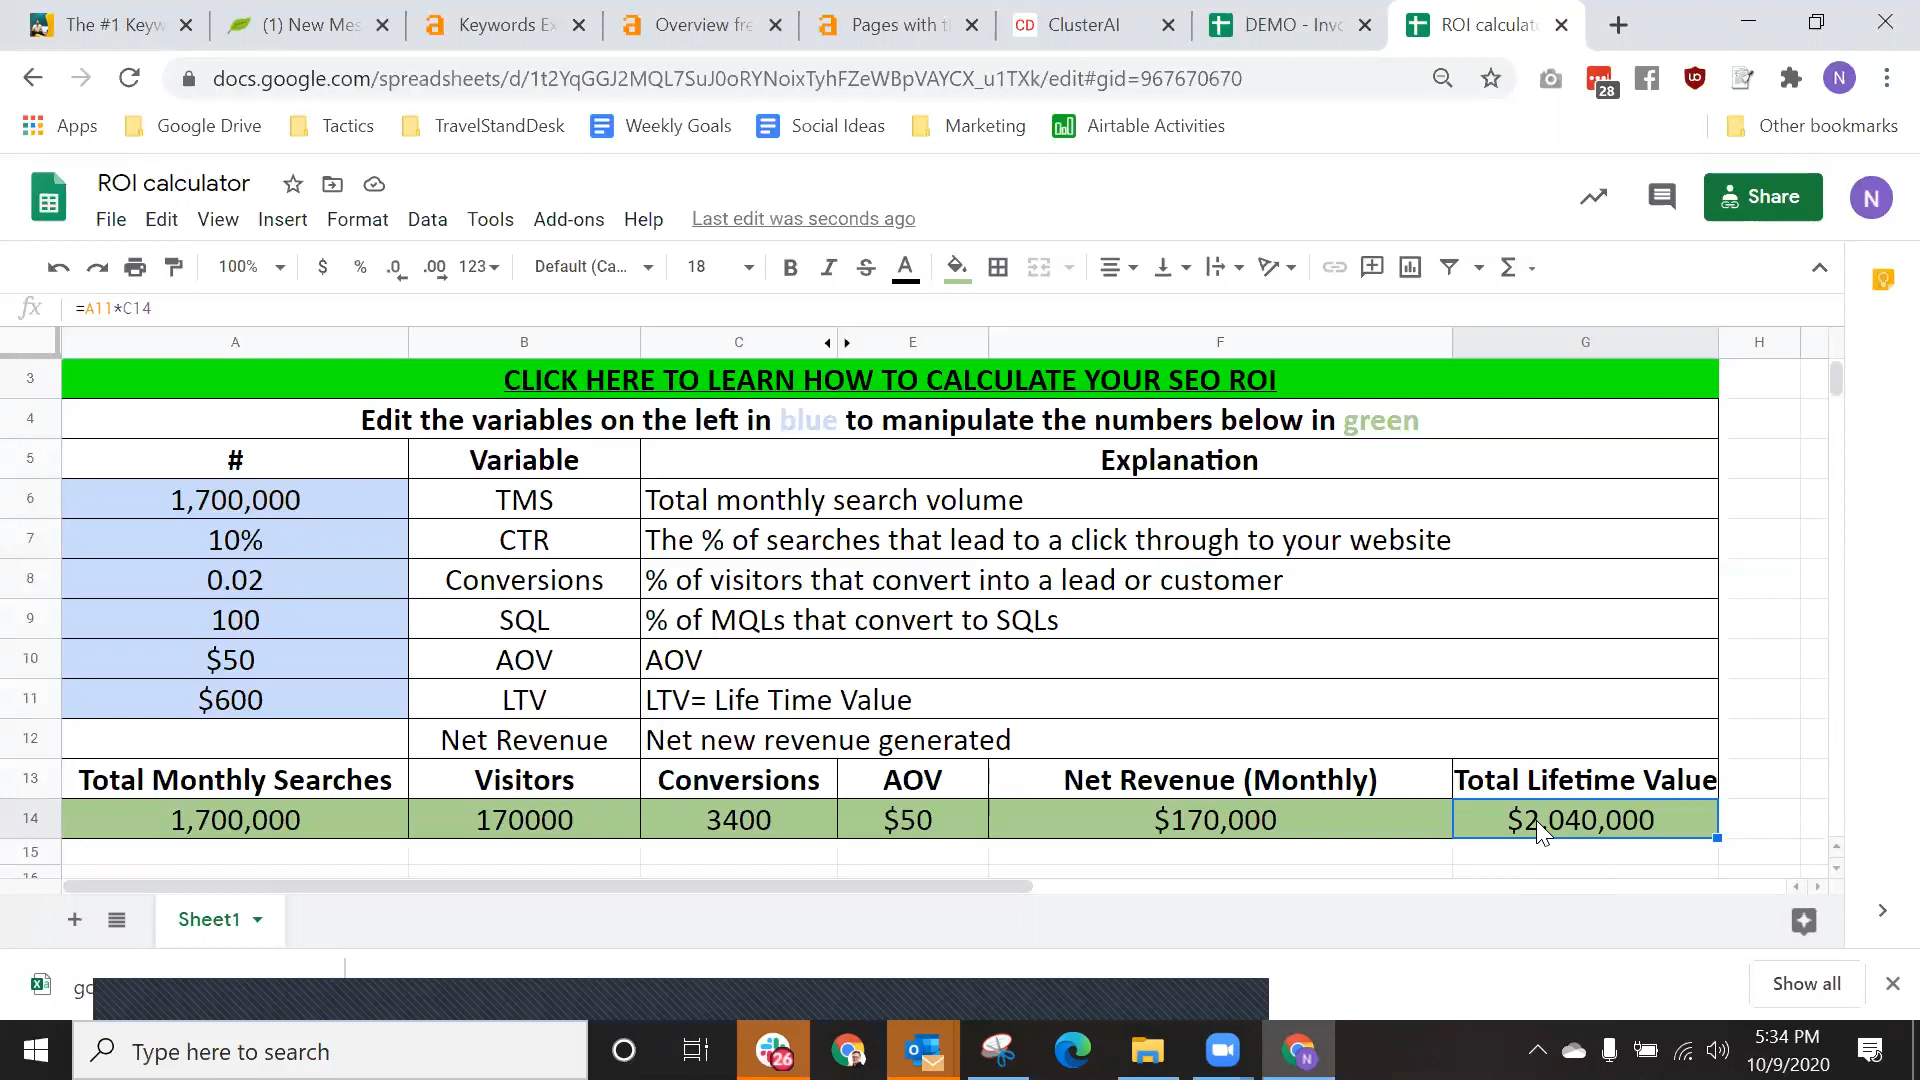 The #1 Keyw
(1) New Mes
Keywords Ex
Overview fre
Pages with t
CD ClusterAI
DEMO - Invo
ROI calculat
docs.google.com/spreadsheets/d/1t2YqGGJ2MQL7SuJ0oRYNoixTyhFZeWBpVAYCX_u1TXk/edit#gid=967670670
28
N
Apps
Google Drive
Tactics
TravelStandDesk
Weekly Goals
Social Ideas
Marketing
Airtable Activities
Other bookmarks
ROI calculator
File Edit View Insert Format Data Tools Add-ons Help Last edit was seconds ago
Share
N
100% $ % .0 .00 123 Default (Ca... 18 B I S A
fx =A11*C14
A B C E F G H
3 CLICK HERE TO LEARN HOW TO CALCULATE YOUR SEO ROI
4 Edit the variables on the left in blue to manipulate the numbers below in green
5 # Variable Explanation
6 1,700,000 TMS Total monthly search volume
7 10% CTR The % of searches that lead to a click through to your website
8 0.02 Conversions % of visitors that convert into a lead or customer
9 100 SQL % of MQLs that convert to SQLs
10 $50 AOV AOV
11 $600 LTV LTV= Life Time Value
12 Net Revenue Net new revenue generated
13 Total Monthly Searches Visitors Conversions AOV Net Revenue (Monthly) Total Lifetime Value
14 1,700,000 170000 3400 $50 $170,000 $2,040,000
15
16
Sheet1
Show all
Type here to search
26
5:34 PM
10/9/2020